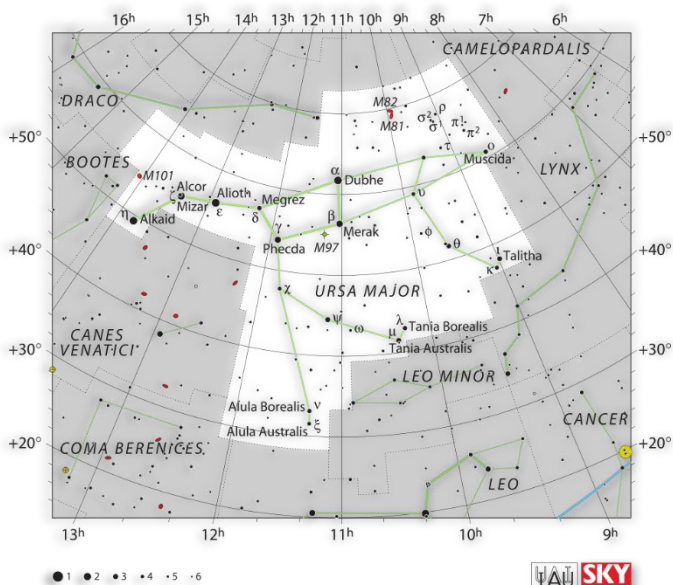 16h 15h 14h 13h 12h 11h 10h 9h 8h 7h 6h
CAMELOPARDALIS
DRACO
M82
M81
σ² ρ
σ¹ π¹
π²
+50°
τ ο
Muscida
BOOTES
LYNX
M101
α
Dubhe
Alcor
ζ Mizar
Alioth
ε
Megrez
δ
υ
η Alkaid
γ
Phecda
β
Merak
M97
φ θ
+40°
ι Talitha
κ
χ
URSA MAJOR
ψ ω
λ Tania Borealis
μ
Tania Australis
CANES
VENATICI
+30°
LEO MINOR
Alula Borealis ν
Alula Australis ξ
CANCER
COMA BERENICES
+20°
LEO
+50°
+40°
+30°
+20°
13h 12h 11h 10h 9h
1 2 3 4 5 6
IAU SKY